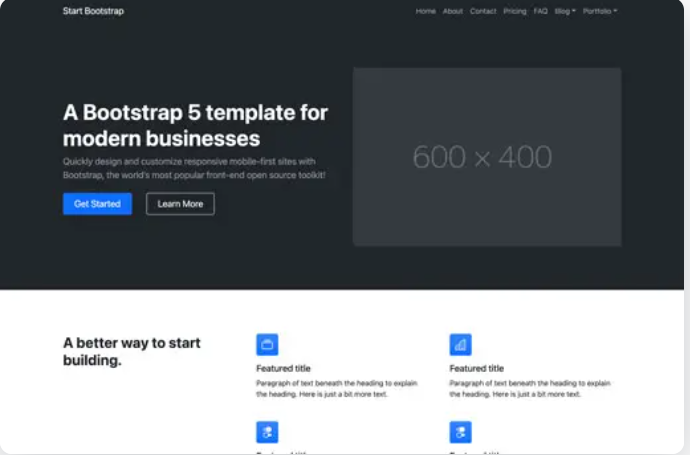 Start Bootstrap
Home About Contact Pricing FAQ Blog Portfolio
A Bootstrap 5 template for
modern businesses
Quickly design and customize responsive mobile-first sites with
Bootstrap, the world's most popular front-end open source toolkit!
Get Started Learn More
600 × 400
A better way to start
building.
Featured title
Paragraph of text beneath the heading to explain
the heading. Here is just a bit more text.
Featured title
Paragraph of text beneath the heading to explain
the heading. Here is just a bit more text.